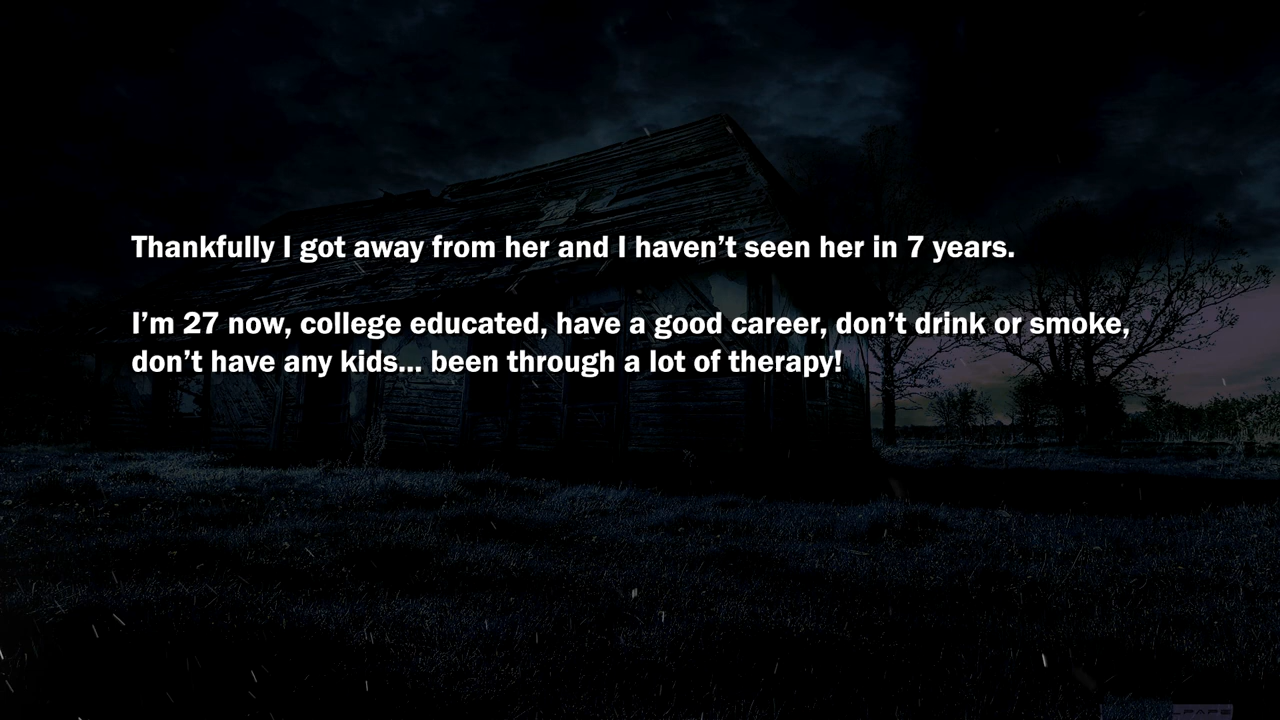 Thankfully I got away from her and I haven’t seen her in 7 years.
I’m 27 now, college educated, have a good career, don’t drink or smoke,
don’t have any kids... been through a lot of therapy!